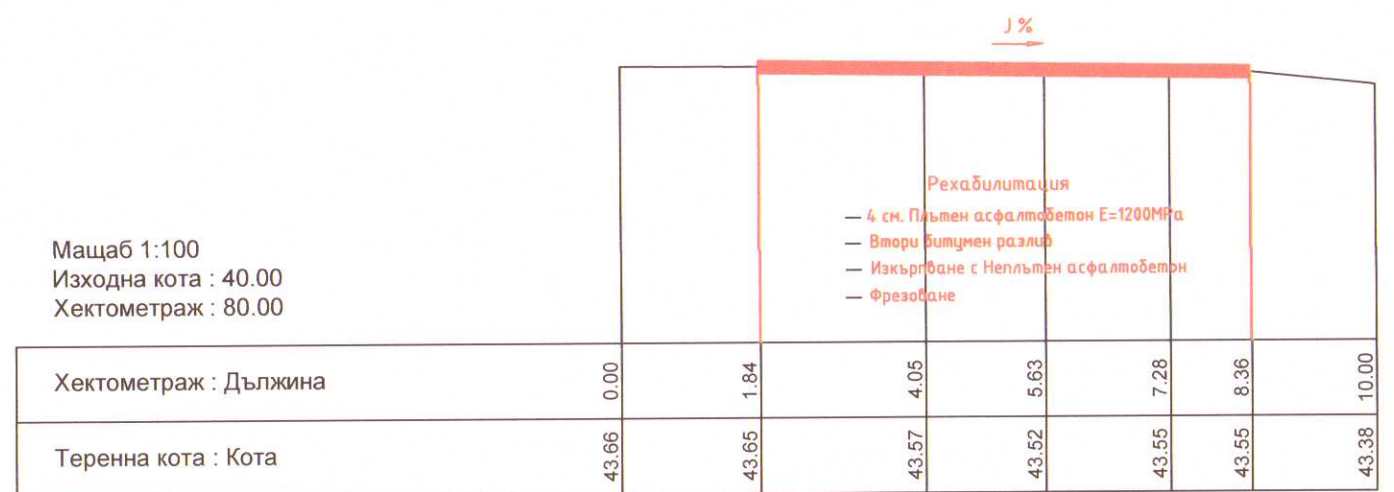 J %
Рехабилитация
— 4 см. Плътен асфалтобетон E=1200MPa
— Втори битумен разлив
— Изкърпване с Неплътен асфалтобетон
— Фрезоване
Мащаб 1:100
Изходна кота : 40.00
Хектометраж : 80.00
Хектометраж : Дължина 0.00 1.84 4.05 5.63 7.28 8.36 10.00
Теренна кота : Кота 43.66 43.65 43.57 43.52 43.55 43.55 43.38